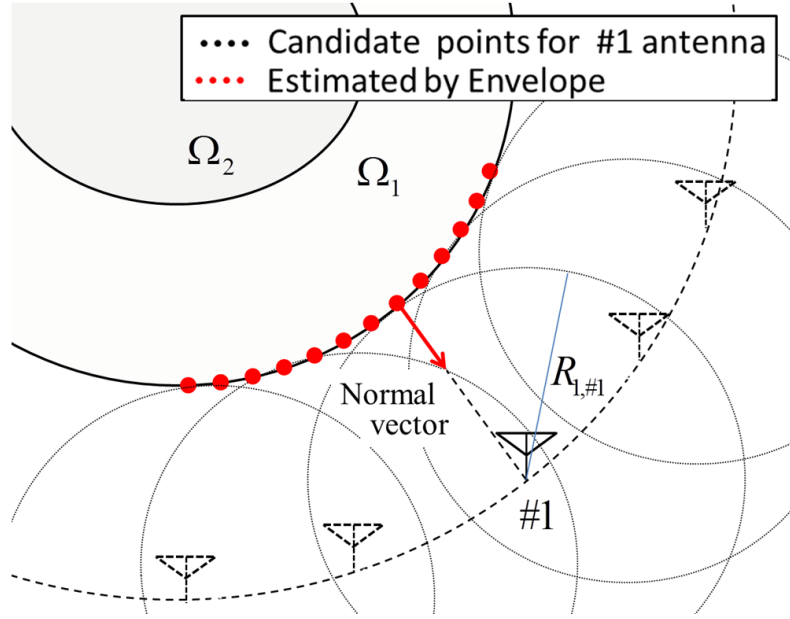 Candidate points for #1 antenna
Estimated by Envelope
Ω₂
Ω₁
R₁,#₁
Normal
vector
#1